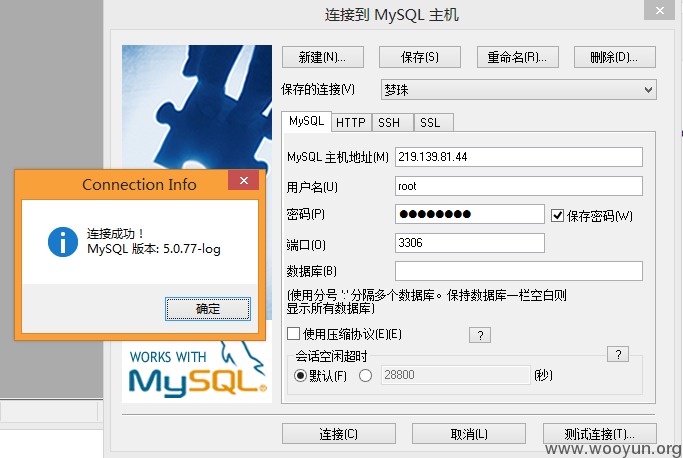 连接到 MySQL 主机
新建(N)...
保存(S)
重命名(R)...
删除(D)...
保存的连接(V)
梦珠
MySQL
HTTP
SSH
SSL
MySQL 主机地址(M)
219.139.81.44
用户名(U)
root
密码(P)
●●●●●●●●
保存密码(W)
端口(O)
3306
数据库(B)
(使用分号 ';'分隔多个数据库。保持数据库一栏空白则
显示所有数据库)
使用压缩协议(E)(E)
?
会话空闲超时
?
默认(F)
28800
(秒)
连接(C)
取消(L)
测试连接(T)...
Connection Info
连接成功！
MySQL 版本: 5.0.77-log
确定
WORKS WITH
MySQL®
www.wooyun.org